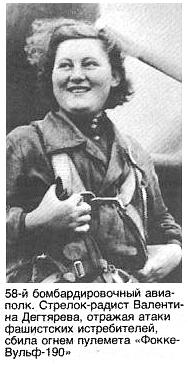 58-й бомбардировочный авиа-
полк. Стрелок-радист Валенти-
на Дегтярева, отражая атаки
фашистских истребителей,
сбила огнем пулемета «Фокке-
Вульф-190»